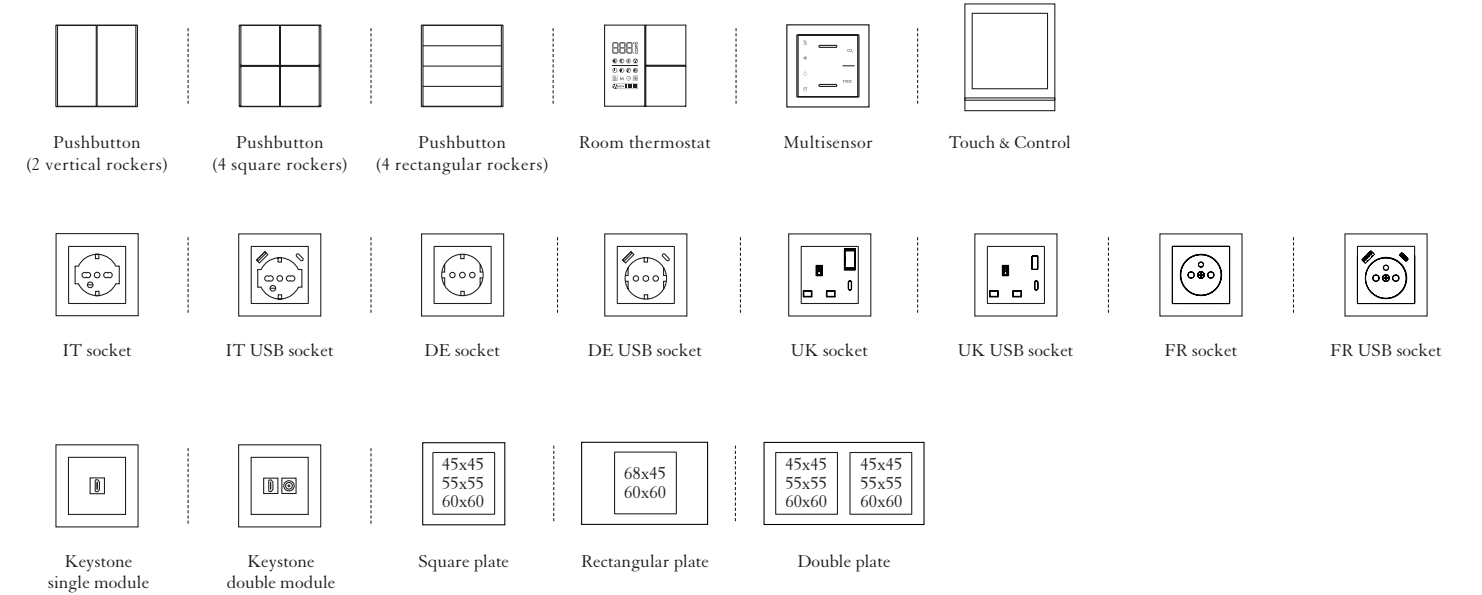 888
M
CO2
TVOC
Pushbutton
(2 vertical rockers)
Pushbutton
(4 square rockers)
Pushbutton
(4 rectangular rockers)
Room thermostat
Multisensor
Touch & Control
IT socket
IT USB socket
DE socket
DE USB socket
UK socket
UK USB socket
FR socket
FR USB socket
45x45
55x55
60x60
68x45
60x60
45x45
55x55
60x60
45x45
55x55
60x60
Keystone
single module
Keystone
double module
Square plate
Rectangular plate
Double plate